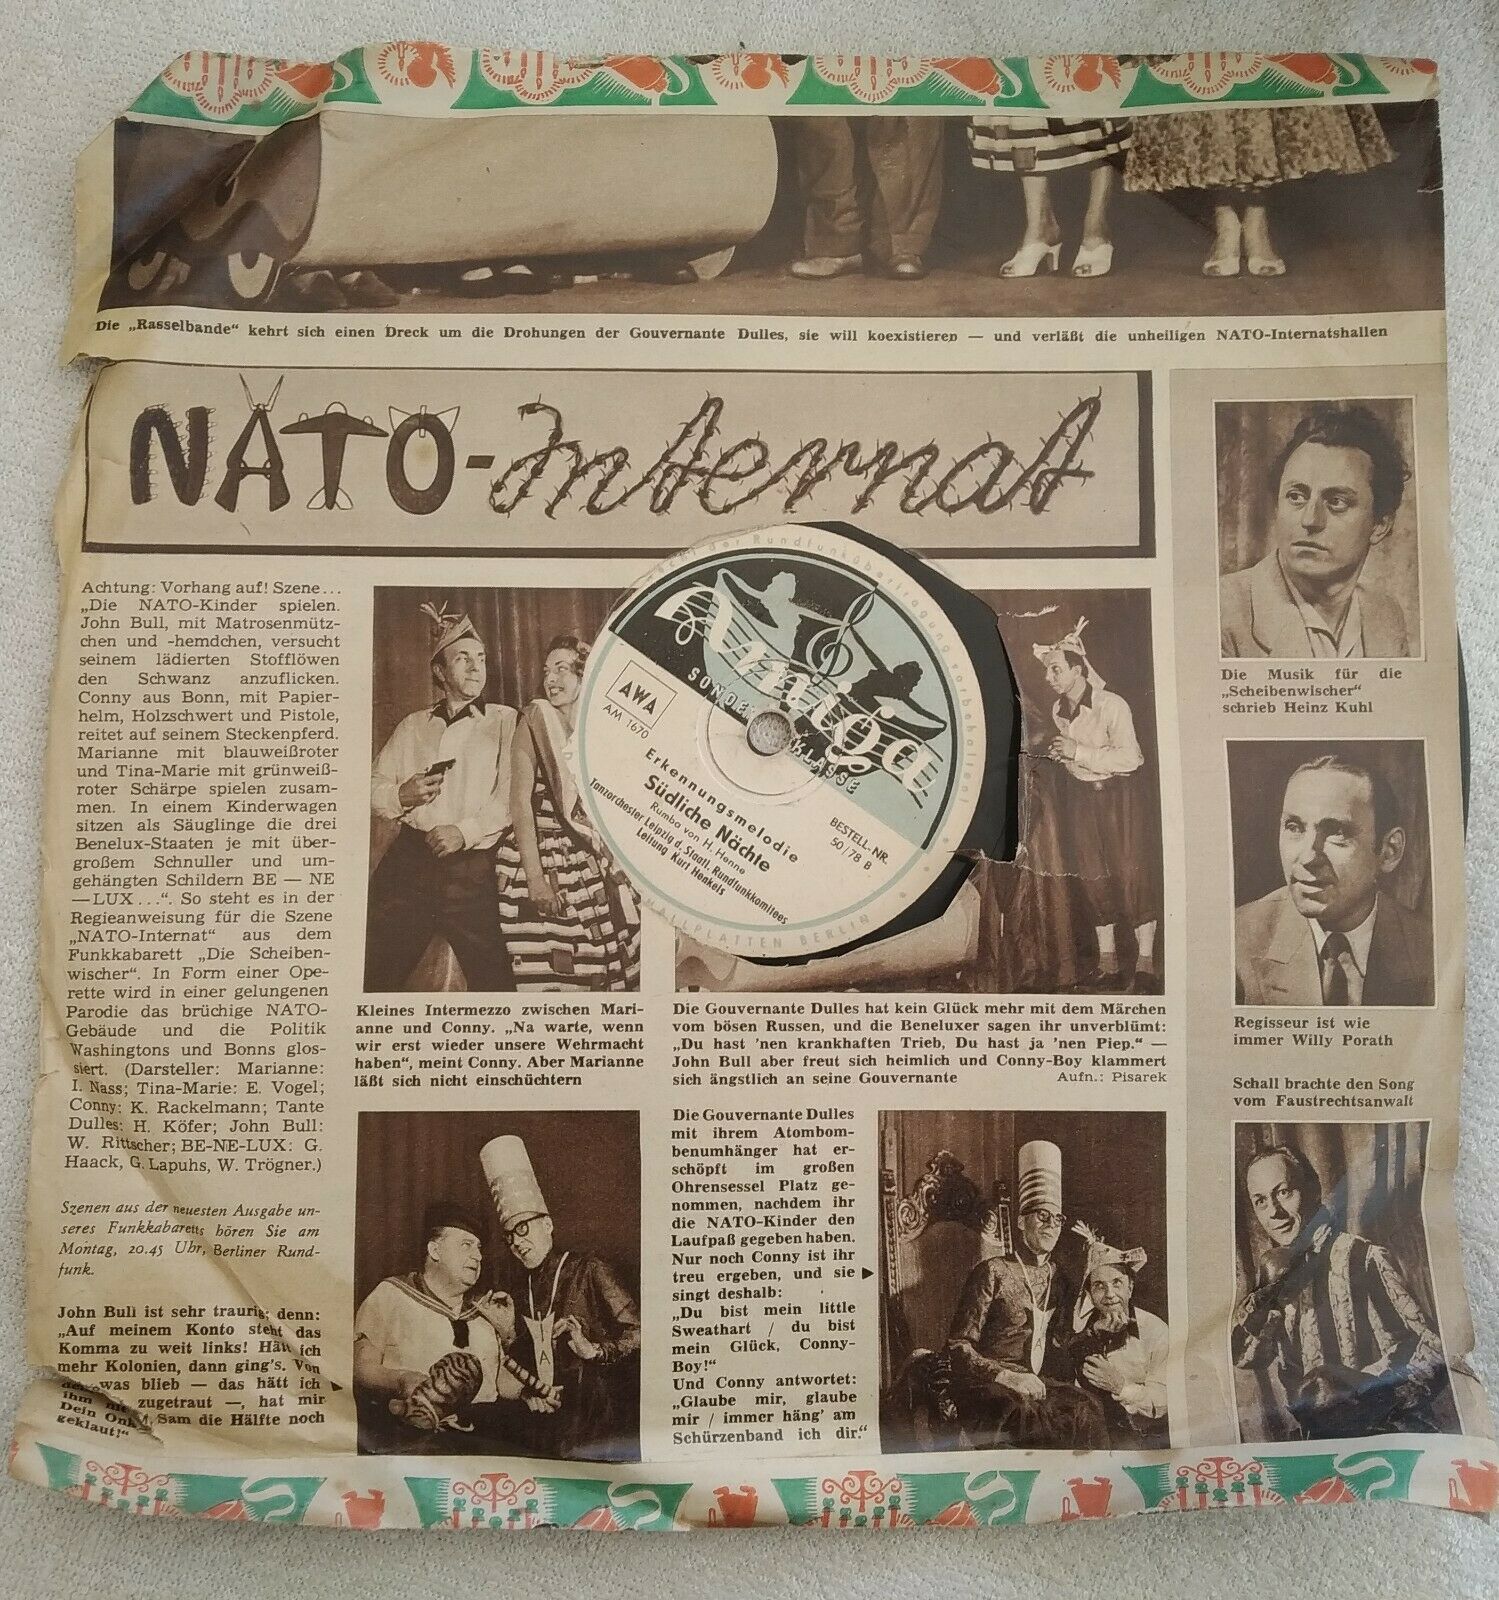 Die „Rasselbande“ kehrt sich einen Dreck um die Drohungen der Gouvernante Dulles, sie will koexistieren — und verläßt die unheiligen NATO-Internatshallen
NATO-Internat
Achtung: Vorhang auf! Szene...
„Die NATO-Kinder spielen.
John Bull, mit Matrosenmütz-
chen und -hemdchen, versucht
seinem lädierten Stofflöwen
den Schwanz anzuflicken.
Conny aus Bonn, mit Papier-
helm, Holzschwert und Pistole,
reitet auf seinem Steckenpferd.
Marianne mit blauweißroter
und Tina-Marie mit grünweiß-
roter Schärpe spielen zusam-
men. In einem Kinderwagen
sitzen als Säuglinge die drei
Benelux-Staaten je mit über-
großem Schnuller und um-
gehängten Schildern BE — NE
— LUX...“. So steht es in der
Regieanweisung für die Szene
„NATO-Internat“ aus dem
Funkkabarett „Die Scheiben-
wischer“. In Form einer Ope-
rette wird in einer gelungenen
Parodie das brüchige NATO-
Gebäude und die Politik
Washingtons und Bonns glos-
siert. (Darsteller: Marianne:
I. Nass; Tina-Marie: E. Vogel;
Conny: K. Rackelmann; Tante
Dulles: H. Köfer; John Bull:
W. Rittscher; BE-NE-LUX: G.
Haack, G. Lapuhs, W. Trögner.)
Szenen aus der neuesten Ausgabe un-
seres Funkkabaretts hören Sie am
Montag, 20.45 Uhr, Berliner Rund-
funk.
John Bull ist sehr traurig; denn:
„Auf meinem Konto steht das
Komma zu weit links! Hätt ich
mehr Kolonien, dann ging's. Von
was blieb — das hätt ich
ihm nie zugetraut —, hat mir
Dein Onkel Sam die Hälfte noch
geklaut!“
der Rundfunkübertragung vorbehalten!
Amiga
SONDERKLASSE
AWA
AM 1670
BESTELL-NR.
50/78 B
Erkennungsmelodie
Südliche Nächte
Rumba von H. Henne
Tanzorchester Leipzig d. Staatl. Rundfunkkomitees
Leitung Kurt Henkels
HALLPLATTEN BERLIN
Kleines Intermezzo zwischen Mari-
anne und Conny. „Na warte, wenn
wir erst wieder unsere Wehrmacht
haben“, meint Conny. Aber Marianne
läßt sich nicht einschüchtern
Die Gouvernante Dulles hat kein Glück mehr mit dem Märchen
vom bösen Russen, und die Beneluxer sagen ihr unverblümt:
„Du hast 'nen krankhaften Trieb, Du hast ja 'nen Piep.“ —
John Bull aber freut sich heimlich und Conny-Boy klammert
sich ängstlich an seine Gouvernante Aufn.: Pisarek
Die Gouvernante Dulles
mit ihrem Atombom-
benumhänger hat er-
schöpft im großen
Ohrensessel Platz ge-
nommen, nachdem ihr
die NATO-Kinder den
Laufpaß gegeben haben.
Nur noch Conny ist ihr
treu ergeben, und sie
singt deshalb:
„Du bist mein little
Sweathart / du bist
mein Glück, Conny-
Boy!“
Und Conny antwortet:
„Glaube mir, glaube
mir / immer häng' am
Schürzenband ich dir.“
A
A
Die Musik für die
„Scheibenwischer“
schrieb Heinz Kuhl
Regisseur ist wie
immer Willy Porath
Schall brachte den Song
vom Faustrechtsanwalt